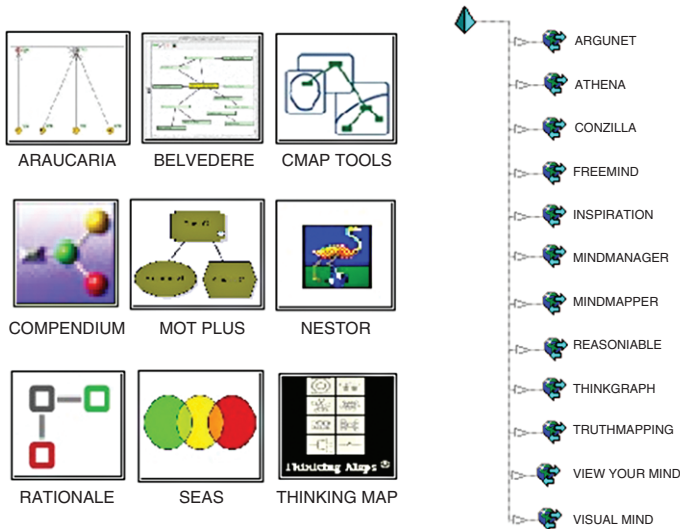 ARAUCARIA
BELVEDERE
CMAP TOOLS
COMPENDIUM
MOT PLUS
NESTOR
Thinking Maps ®
RATIONALE
SEAS
THINKING MAP
ARGUNET
ATHENA
CONZILLA
FREEMIND
INSPIRATION
MINDMANAGER
MINDMAPPER
REASONIABLE
THINKGRAPH
TRUTHMAPPING
VIEW YOUR MIND
VISUAL MIND